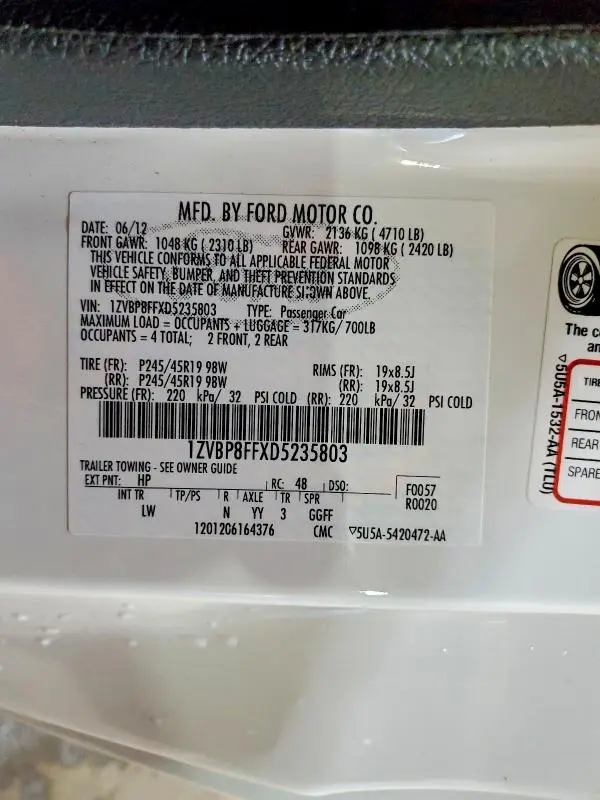 MFD. BY FORD MOTOR CO.
DATE: 06/12 GVWR: 2136 KG ( 4710 LB)
FRONT GAWR: 1048 KG ( 2310 LB) REAR GAWR: 1098 KG ( 2420 LB)
THIS VEHICLE CONFORMS TO ALL APPLICABLE FEDERAL MOTOR
VEHICLE SAFETY, BUMPER, AND THEFT PREVENTION STANDARDS
IN EFFECT ON THE DATE OF MANUFACTURE SHOWN ABOVE.
VIN: 1ZVBP8FFXD5235803 TYPE: Passenger Car
MAXIMUM LOAD = OCCUPANTS + LUGGAGE = 317KG/ 700LB
OCCUPANTS = 4 TOTAL; 2 FRONT, 2 REAR
TIRE (FR): P245/45R19 98W RIMS (FR): 19x8.5J
(RR): P245/45R19 98W (RR): 19x8.5J
PRESSURE (FR): 220 kPa/ 32 PSI COLD (RR): 220 kPa/ 32 PSI COLD
1ZVBP8FFXD5235803
TRAILER TOWING - SEE OWNER GUIDE
EXT PNT: HP RC: 48 DSO: F0057
INT TR TP/PS R AXLE TR SPR R0020
LW N YY 3 GGFF
1201206164376 CMC ▽5U5A-5420472-AA
The c
an
TIRE
FRON
REAR
SPARE
▽5U5A-1532-AA (TLU)